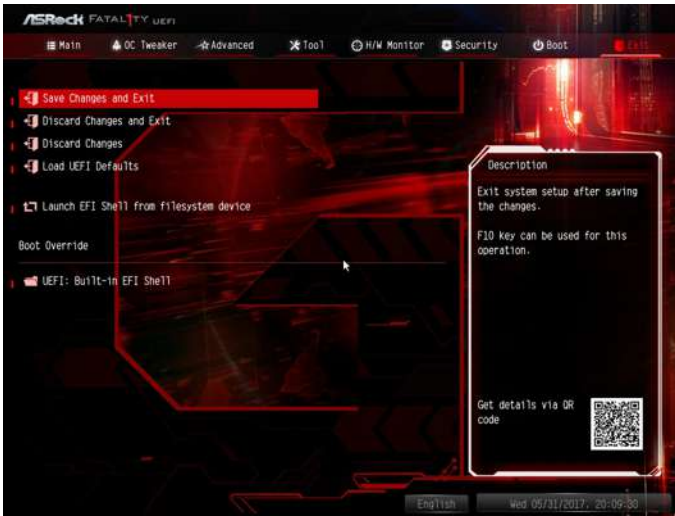 ASRock FATAL1TY UEFI
Main
OC Tweaker
Advanced
Tool
H/W Monitor
Security
Boot
Exit
Save Changes and Exit
Discard Changes and Exit
Discard Changes
Load UEFI Defaults
Launch EFI Shell from filesystem device
Boot Override
UEFI: Built-in EFI Shell
Description
Exit system setup after saving
the changes.
F10 key can be used for this
operation.
Get details via QR
code
English
Wed 05/31/2017, 20:09:30